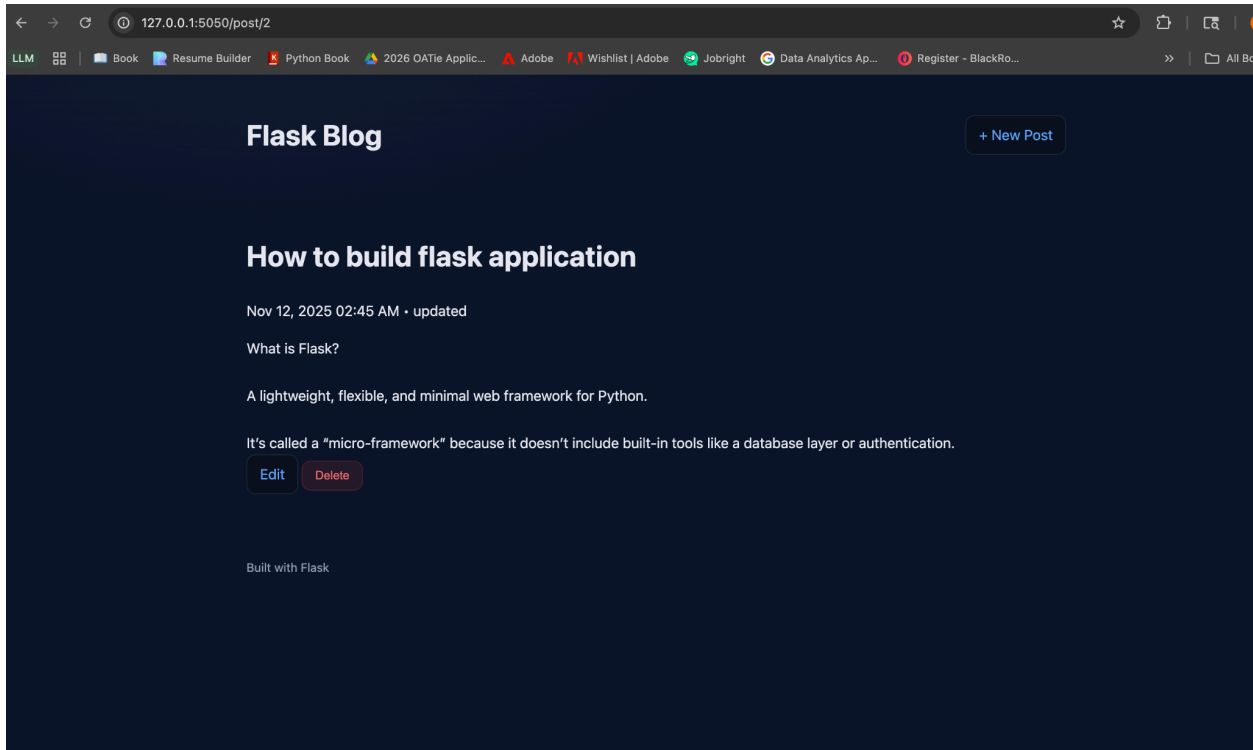 127.0.0.1:5050/post/2
LLM Book Resume Builder Python Book 2026 OATie Applic... Adobe Wishlist | Adobe Jobright Data Analytics Ap... Register - BlackRo... » All Bo
Flask Blog + New Post
How to build flask application
Nov 12, 2025 02:45 AM • updated
What is Flask?
A lightweight, flexible, and minimal web framework for Python.
It’s called a “micro-framework” because it doesn’t include built-in tools like a database layer or authentication.
Edit Delete
Built with Flask